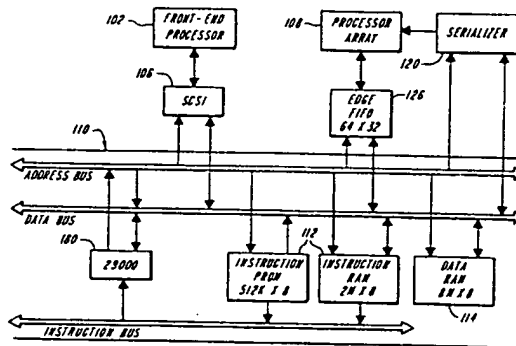 102
FRONT-END
PROCESSOR
108
PROCESSOR
ARRAY
SERIALIZER
120
106
SCSI
EDGE
FIFO
64 X 32
126
110
ADDRESS BUS
DATA BUS
180
29000
112
INSTRUCTION
PROM
512K X 8
INSTRUCTION
RAM
2M X 8
DATA
RAM
8M X 8
114
INSTRUCTION BUS